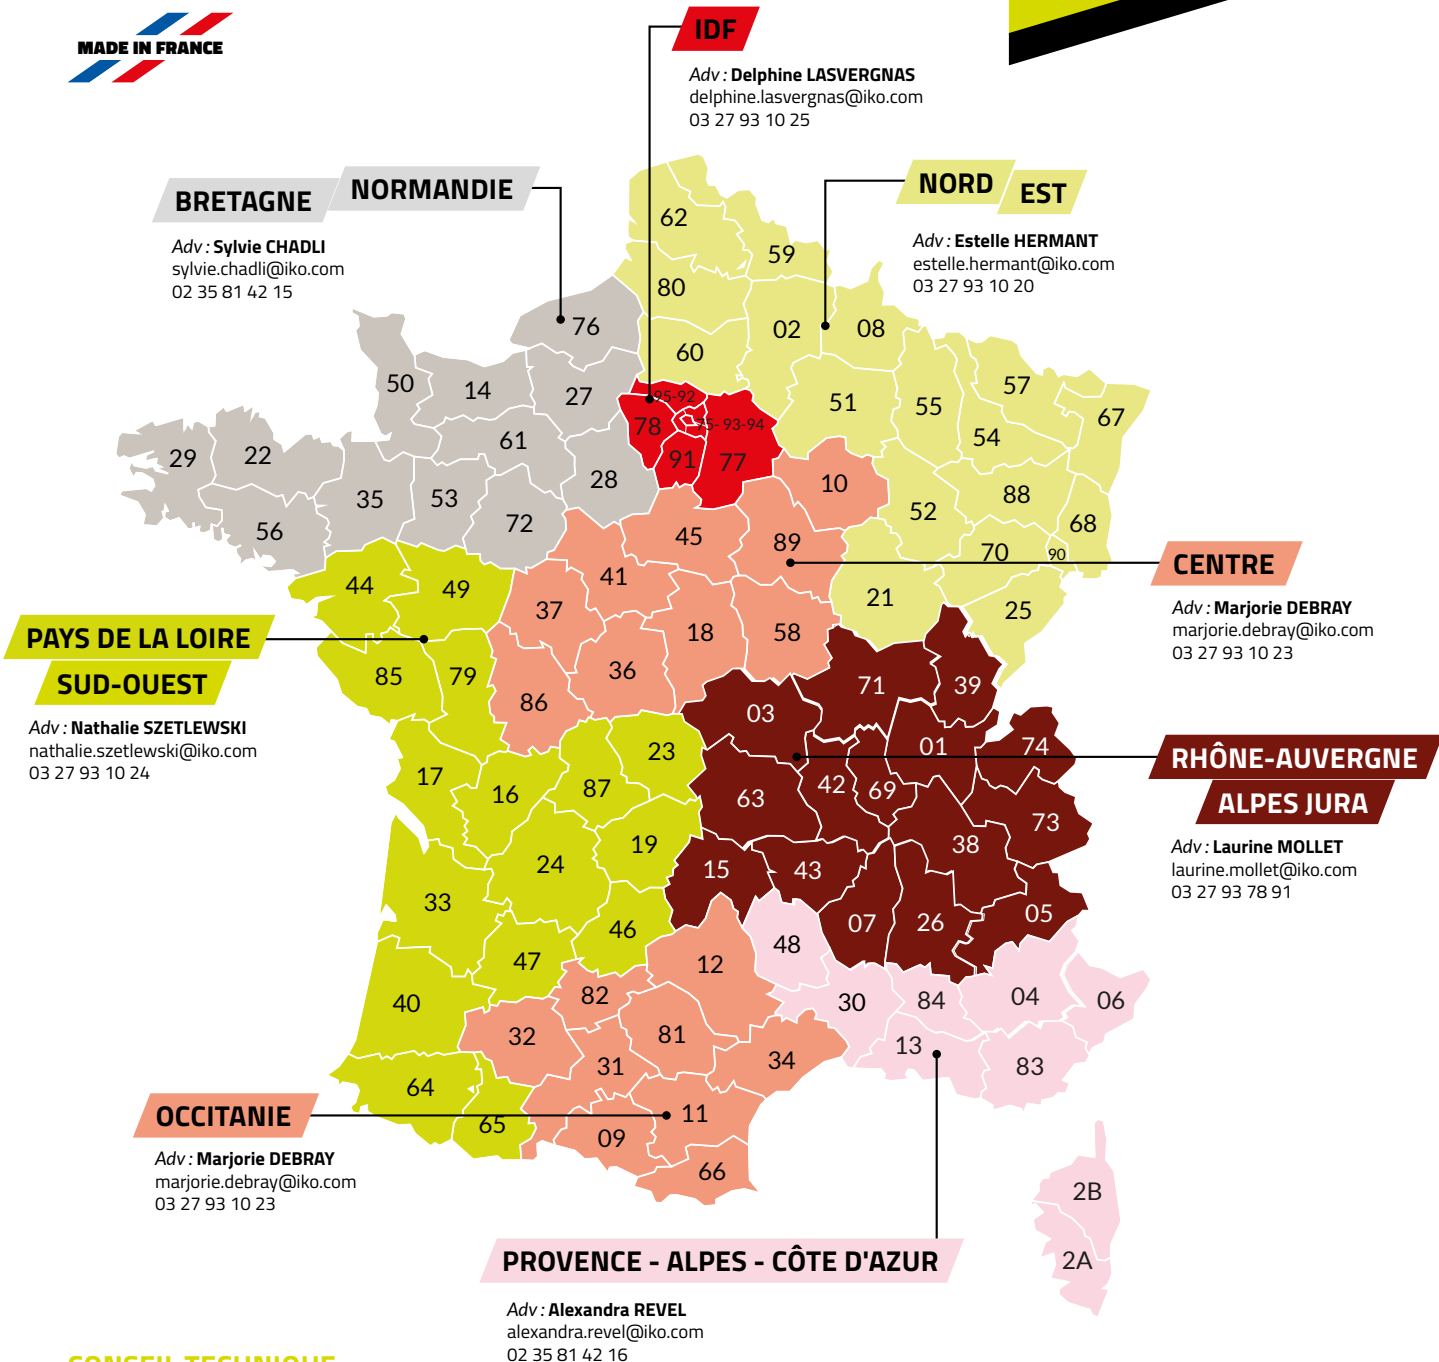 MADE IN FRANCE
IDF
Adv : Delphine LASVERGNAS
delphine.lasvergnas@iko.com
03 27 93 10 25
BRETAGNE
NORMANDIE
Adv : Sylvie CHADLI
sylvie.chadli@iko.com
02 35 81 42 15
NORD
EST
Adv : Estelle HERMANT
estelle.hermant@iko.com
03 27 93 10 20
62
59
80
02
08
76
60
50
14
27
95-92
51
55
57
67
78
75- 93-94
54
61
29
22
91
77
10
28
88
35
53
52
68
56
72
45
89
70
90
CENTRE
Adv : Marjorie DEBRAY
marjorie.debray@iko.com
03 27 93 10 23
44
49
41
37
21
25
18
58
PAYS DE LA LOIRE
SUD-OUEST
Adv : Nathalie SZETLEWSKI
nathalie.szetlewski@iko.com
03 27 93 10 24
85
79
36
86
71
39
03
23
01
74
17
16
87
63
42
69
RHÔNE-AUVERGNE
ALPES JURA
Adv : Laurine MOLLET
laurine.mollet@iko.com
03 27 93 78 91
73
19
38
24
15
43
33
46
07
26
05
47
12
48
40
82
30
84
04
06
32
81
13
31
34
83
64
65
11
09
66
OCCITANIE
Adv : Marjorie DEBRAY
marjorie.debray@iko.com
03 27 93 10 23
2B
2A
PROVENCE - ALPES - CÔTE D'AZUR
Adv : Alexandra REVEL
alexandra.revel@iko.com
02 35 81 42 16
CONSEIL TECHNIQUE